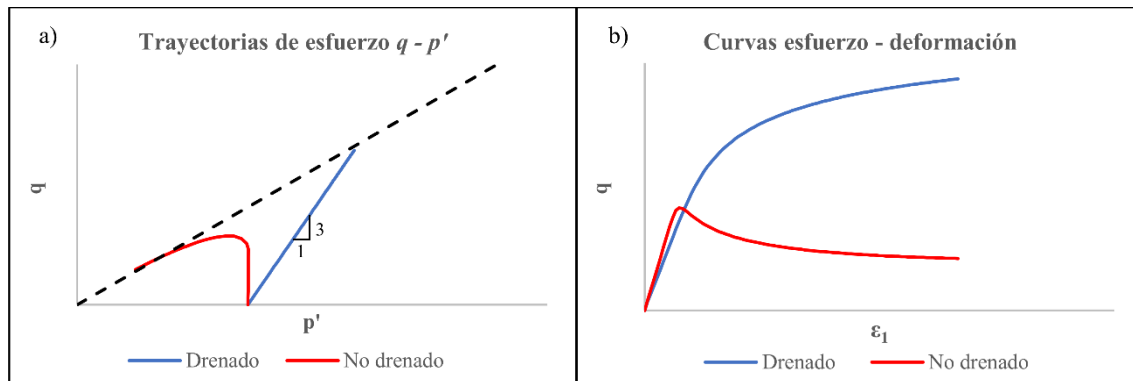 a)
Trayectorias de esfuerzo q - p'
q
3
1
p'
Drenado
No drenado
b)
Curvas esfuerzo - deformación
q
ε1
Drenado
No drenado